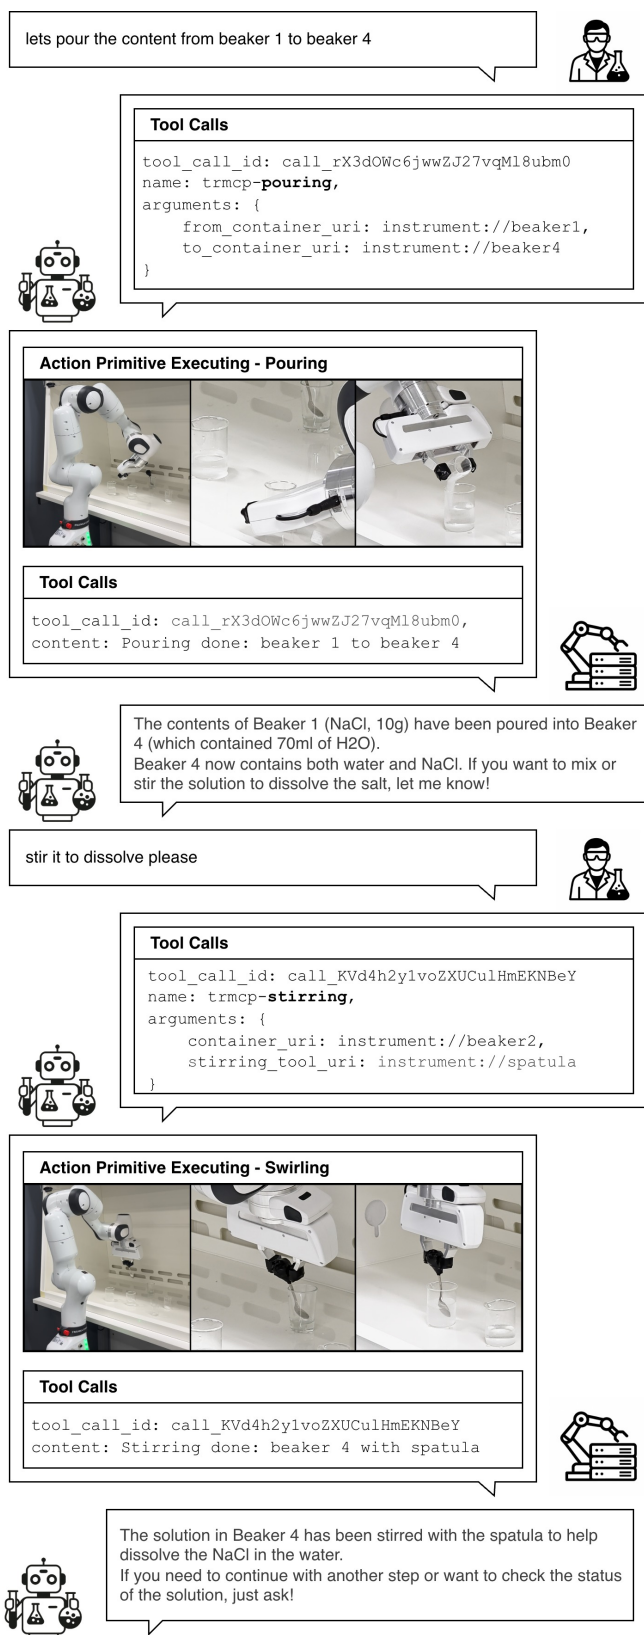 lets pour the content from beaker 1 to beaker 4
Tool Calls
tool_call_id: call_rX3dOWc6jwwZJ27vqMl8ubm0
name: trmcp-pouring,
arguments: {
from_container_uri: instrument://beaker1,
to_container_uri: instrument://beaker4
}
Action Primitive Executing - Pouring
Tool Calls
tool_call_id: call_rX3dOWc6jwwZJ27vqMl8ubm0,
content: Pouring done: beaker 1 to beaker 4
The contents of Beaker 1 (NaCl, 10g) have been poured into Beaker
4 (which contained 70ml of H2O).
Beaker 4 now contains both water and NaCl. If you want to mix or
stir the solution to dissolve the salt, let me know!
stir it to dissolve please
Tool Calls
tool_call_id: call_KVd4h2y1voZXUCulHmEKNBeY
name: trmcp-stirring,
arguments: {
container_uri: instrument://beaker2,
stirring_tool_uri: instrument://spatula
}
Action Primitive Executing - Swirling
Tool Calls
tool_call_id: call_KVd4h2y1voZXUCulHmEKNBeY
content: Stirring done: beaker 4 with spatula
The solution in Beaker 4 has been stirred with the spatula to help
dissolve the NaCl in the water.
If you need to continue with another step or want to check the status
of the solution, just ask!